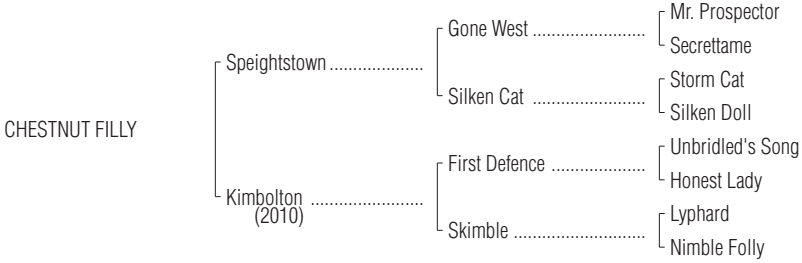 Mr. Prospector
Gone West ........................
Secrettame
Speightstown ....................
Storm Cat
Silken Cat ........................
Silken Doll
CHESTNUT FILLY
Unbridled's Song
First Defence ....................
Honest Lady
Kimbolton ........................
(2010)
Lyphard
Skimble ............................
Nimble Folly